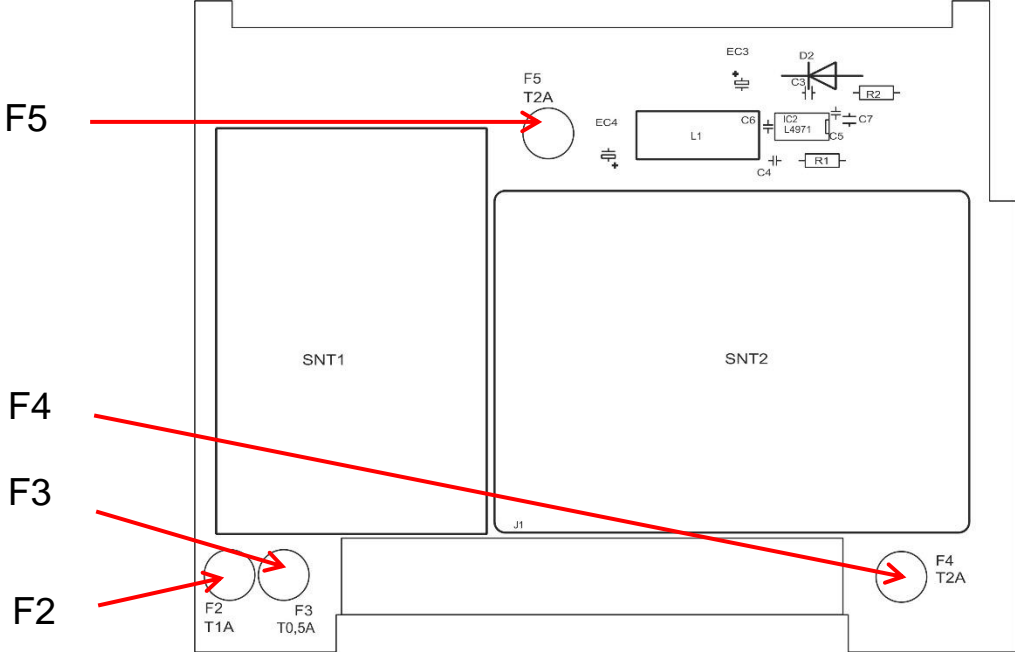 EC3
D2
F5
T2A
C3
R2
F5
EC4
L1
C6
IC2
L4971
C5
C7
C4
R1
SNT1
SNT2
F4
F3
J1
F4
T2A
F2
F2
T1A
F3
T0,5A